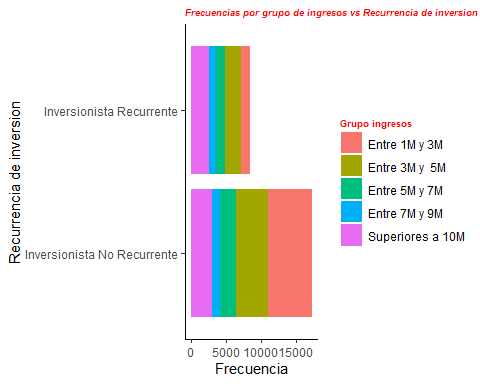 Frecuencias por grupo de ingresos vs Recurrencia de inversion
Recurrencia de inversion
Inversionista Recurrente
Inversionista No Recurrente
0 5000 10000 15000
Frecuencia
Grupo ingresos
Entre 1M y 3M
Entre 3M y  5M
Entre 5M y 7M
Entre 7M y 9M
Superiores a 10M